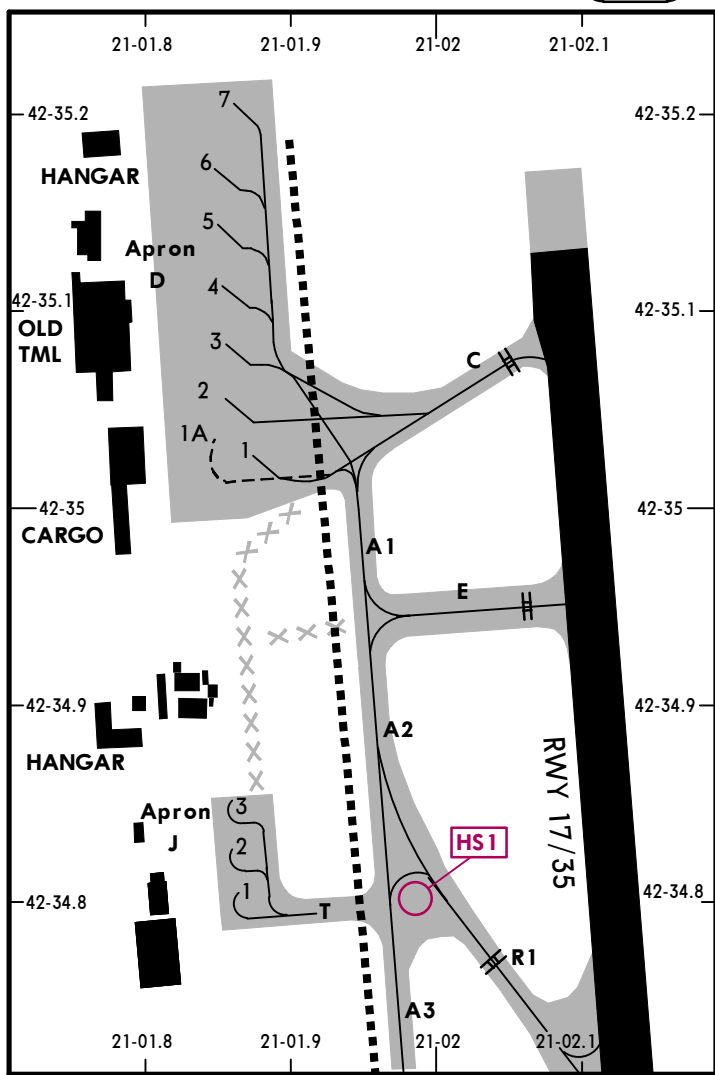 21-01.8 21-01.9 21-02 21-02.1
42-35.2 42-35.2
7
HANGAR
6
5
Apron
D
4
42-35.1 42-35.1
OLD
TML
3
C
2
1A
1
42-35 42-35
CARGO
A1
E
42-34.9 42-34.9
A2
HANGAR
RWY 17/35
Apron
J
3
HS1
2
1
42-34.8 42-34.8
T
R1
A3
21-01.8 21-01.9 21-02 21-02.1